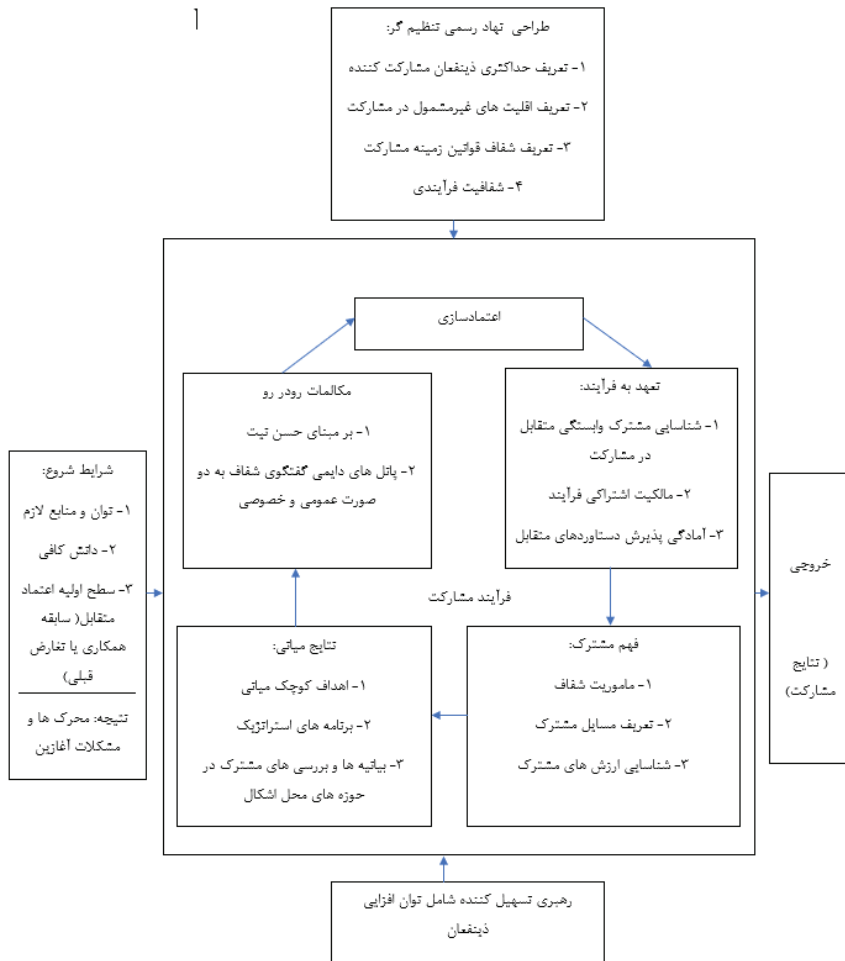 1
طراحی نهاد رسمی تنظیم گر:
۱- تعریف حداکثری ذینفعان مشارکت کننده
۲- تعریف اقلیت های غیرمشمول در مشارکت
۳- تعریف شفاف قوانین زمینه مشارکت
۴- شفافیت فرآیندی
اعتمادسازی
تعهد به فرآیند:
۱- شناسایی مشترک وابستگی متقابل
در مشارکت
۲- مالکیت اشتراکی فرآیند
۳- آمادگی پذیرش دستاوردهای متقابل
مکالمات رودر رو
۱- بر مبنای حسن نیت
۲- پانل های دایمی گفتگوی شفاف به دو
صورت عمومی و خصوصی
شرایط شروع:
۱- توان و منابع لازم
۲- دانش کافی
۳- سطح اولیه اعتماد
متقابل( سابقه
همکاری یا تعارض
قبلی)
نتیجه: محرک ها و
مشکلات آغازین
فرآیند مشارکت
فهم مشترک:
۱- ماموریت شفاف
۲- تعریف مسایل مشترک
۳- شناسایی ارزش های مشترک
نتایج میانی:
۱- اهداف کوچک میانی
۲- برنامه های استراتژیک
۳- بیانیه ها و بررسی های مشترک در
حوزه های محل اشکال
خروجی
( نتایج
مشارکت)
رهبری تسهیل کننده شامل توان افزایی
ذینفعان